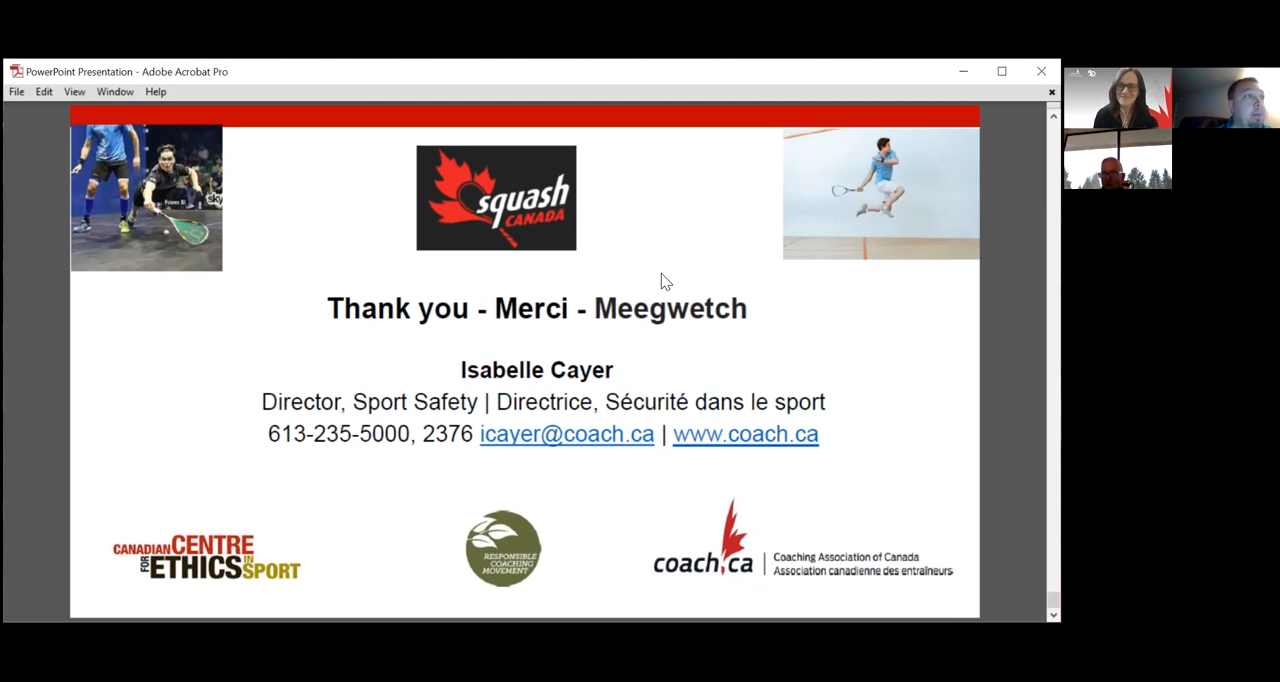 PowerPoint Presentation - Adobe Acrobat Pro
File Edit View Window Help
squash
CANADA
Thank you - Merci - Meegwetch
Isabelle Cayer
Director, Sport Safety | Directrice, Sécurité dans le sport
613-235-5000, 2376 icayer@coach.ca | www.coach.ca
CANADIAN CENTRE
FOR ETHICS IN SPORT
RESPONSIBLE
COACHING
MOVEMENT
coach.ca
Coaching Association of Canada
Association canadienne des entraîneurs